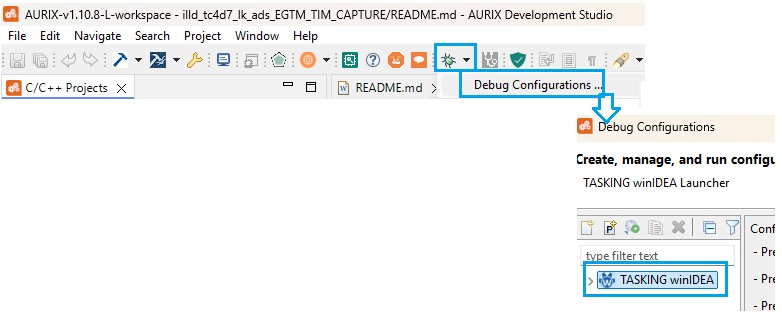 AURIX-v1.10.8-L-workspace - illd_tc4d7_lk_ads_EGTM_TIM_CAPTURE/README.md - AURIX Development Studio
File Edit Navigate Search Project Run Window Help
C/C++ Projects
README.md
Debug Configurations ...
Debug Configurations
Create, manage, and run configu
TASKING winIDEA Launcher
type filter text
TASKING winIDEA
Conf
- Pre
- Pre
- Pre